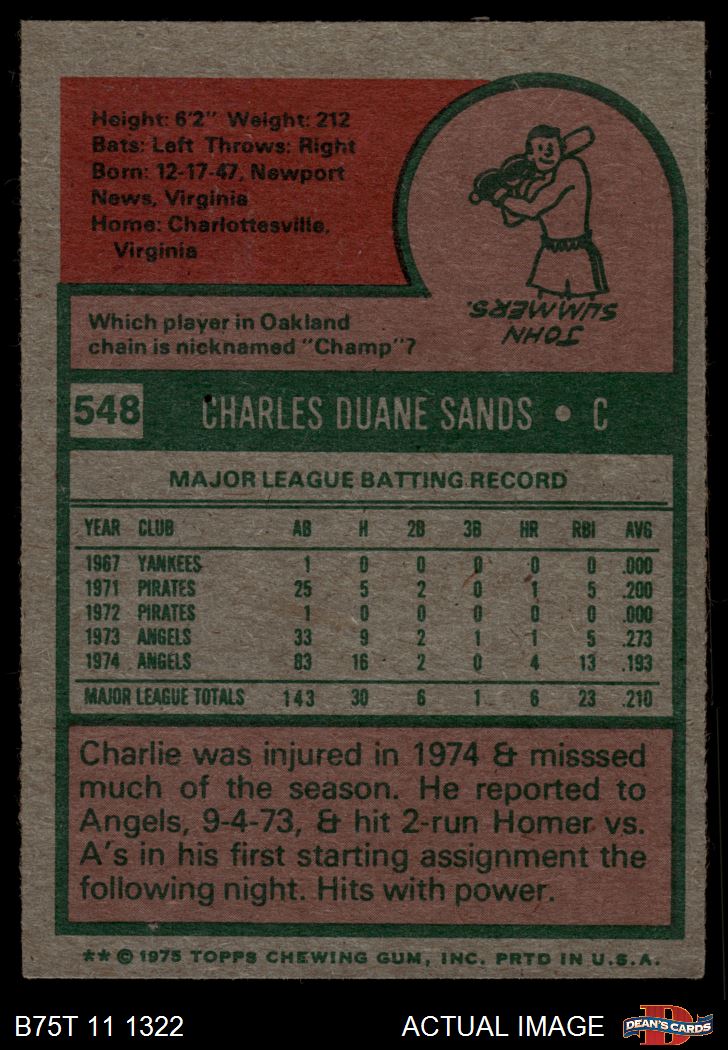 Height: 6'2" Weight: 212
Bats: Left Throws: Right
Born: 12-17-47, Newport
News, Virginia
Home: Charlottesville,
Virginia
Which player in Oakland
chain is nicknamed "Champ"?
JOHN
SUMMERS.
548 CHARLES DUANE SANDS • C
MAJOR LEAGUE BATTING RECORD
YEAR CLUB AB H 2B 3B HR RBI AVG
1967 YANKEES 1 0 0 0 0 0 .000
1971 PIRATES 25 5 2 0 1 5 .200
1972 PIRATES 1 0 0 0 0 0 .000
1973 ANGELS 33 9 2 1 1 5 .273
1974 ANGELS 83 16 2 0 4 13 .193
MAJOR LEAGUE TOTALS 143 30 6 1 6 23 .210
Charlie was injured in 1974 & misssed
much of the season. He reported to
Angels, 9-4-73, & hit 2-run Homer vs.
A's in his first starting assignment the
following night. Hits with power.
** © 1975 TOPPS CHEWING GUM, INC. PRTD IN U.S.A.
B75T 11 1322 ACTUAL IMAGE
D
DEAN'S CARDS